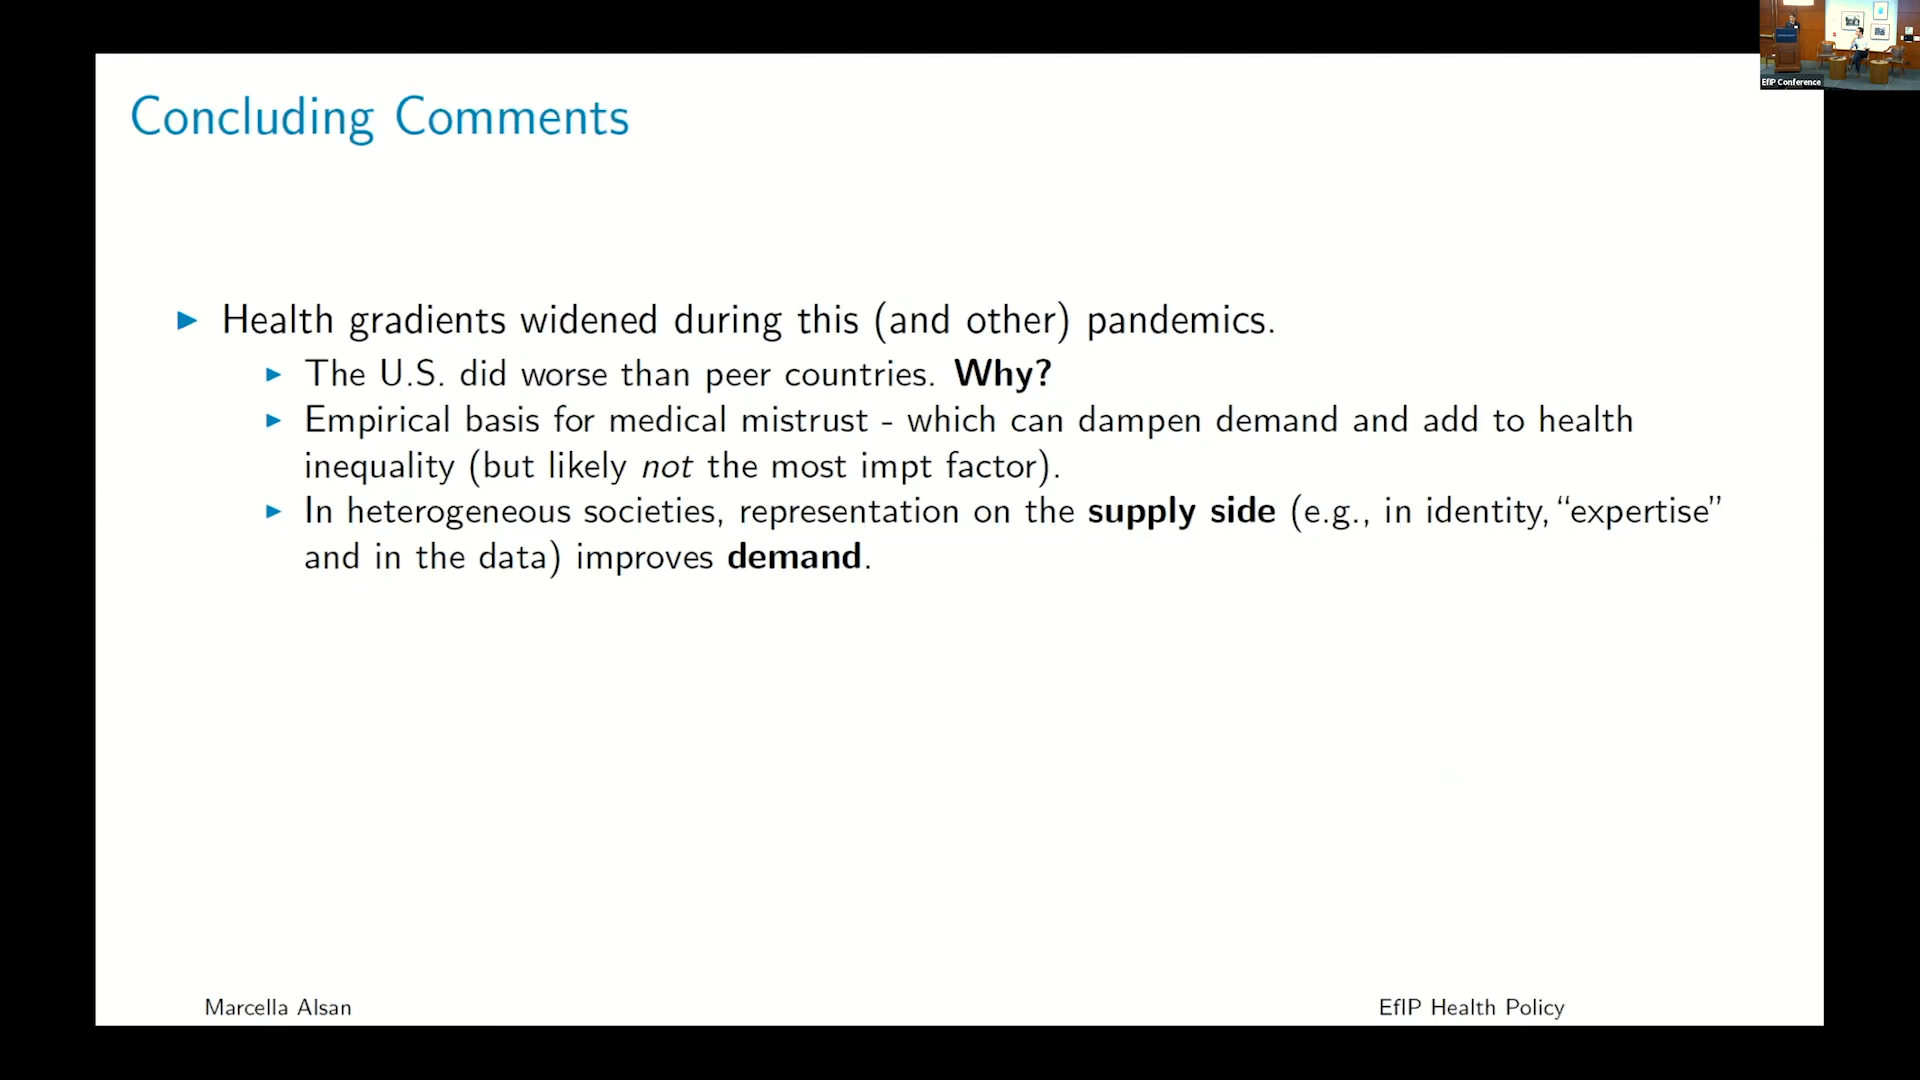 EfIP Conference
Concluding Comments
Health gradients widened during this (and other) pandemics.
The U.S. did worse than peer countries. Why?
Empirical basis for medical mistrust - which can dampen demand and add to health
inequality (but likely not the most impt factor).
In heterogeneous societies, representation on the supply side (e.g., in identity, “expertise”
and in the data) improves demand.
Marcella Alsan
EfIP Health Policy